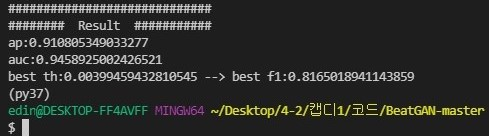 ############################
######## Result ###########
ap:0.910805349033277
auc:0.9458925002426521
best th:0.00399459432810545 --> best f1:0.8165018941143859
(py37)
edin@DESKTOP-FF4AVFF MINGW64 ~/Desktop/4-2/캡디1/코드/BeatGAN-master
$